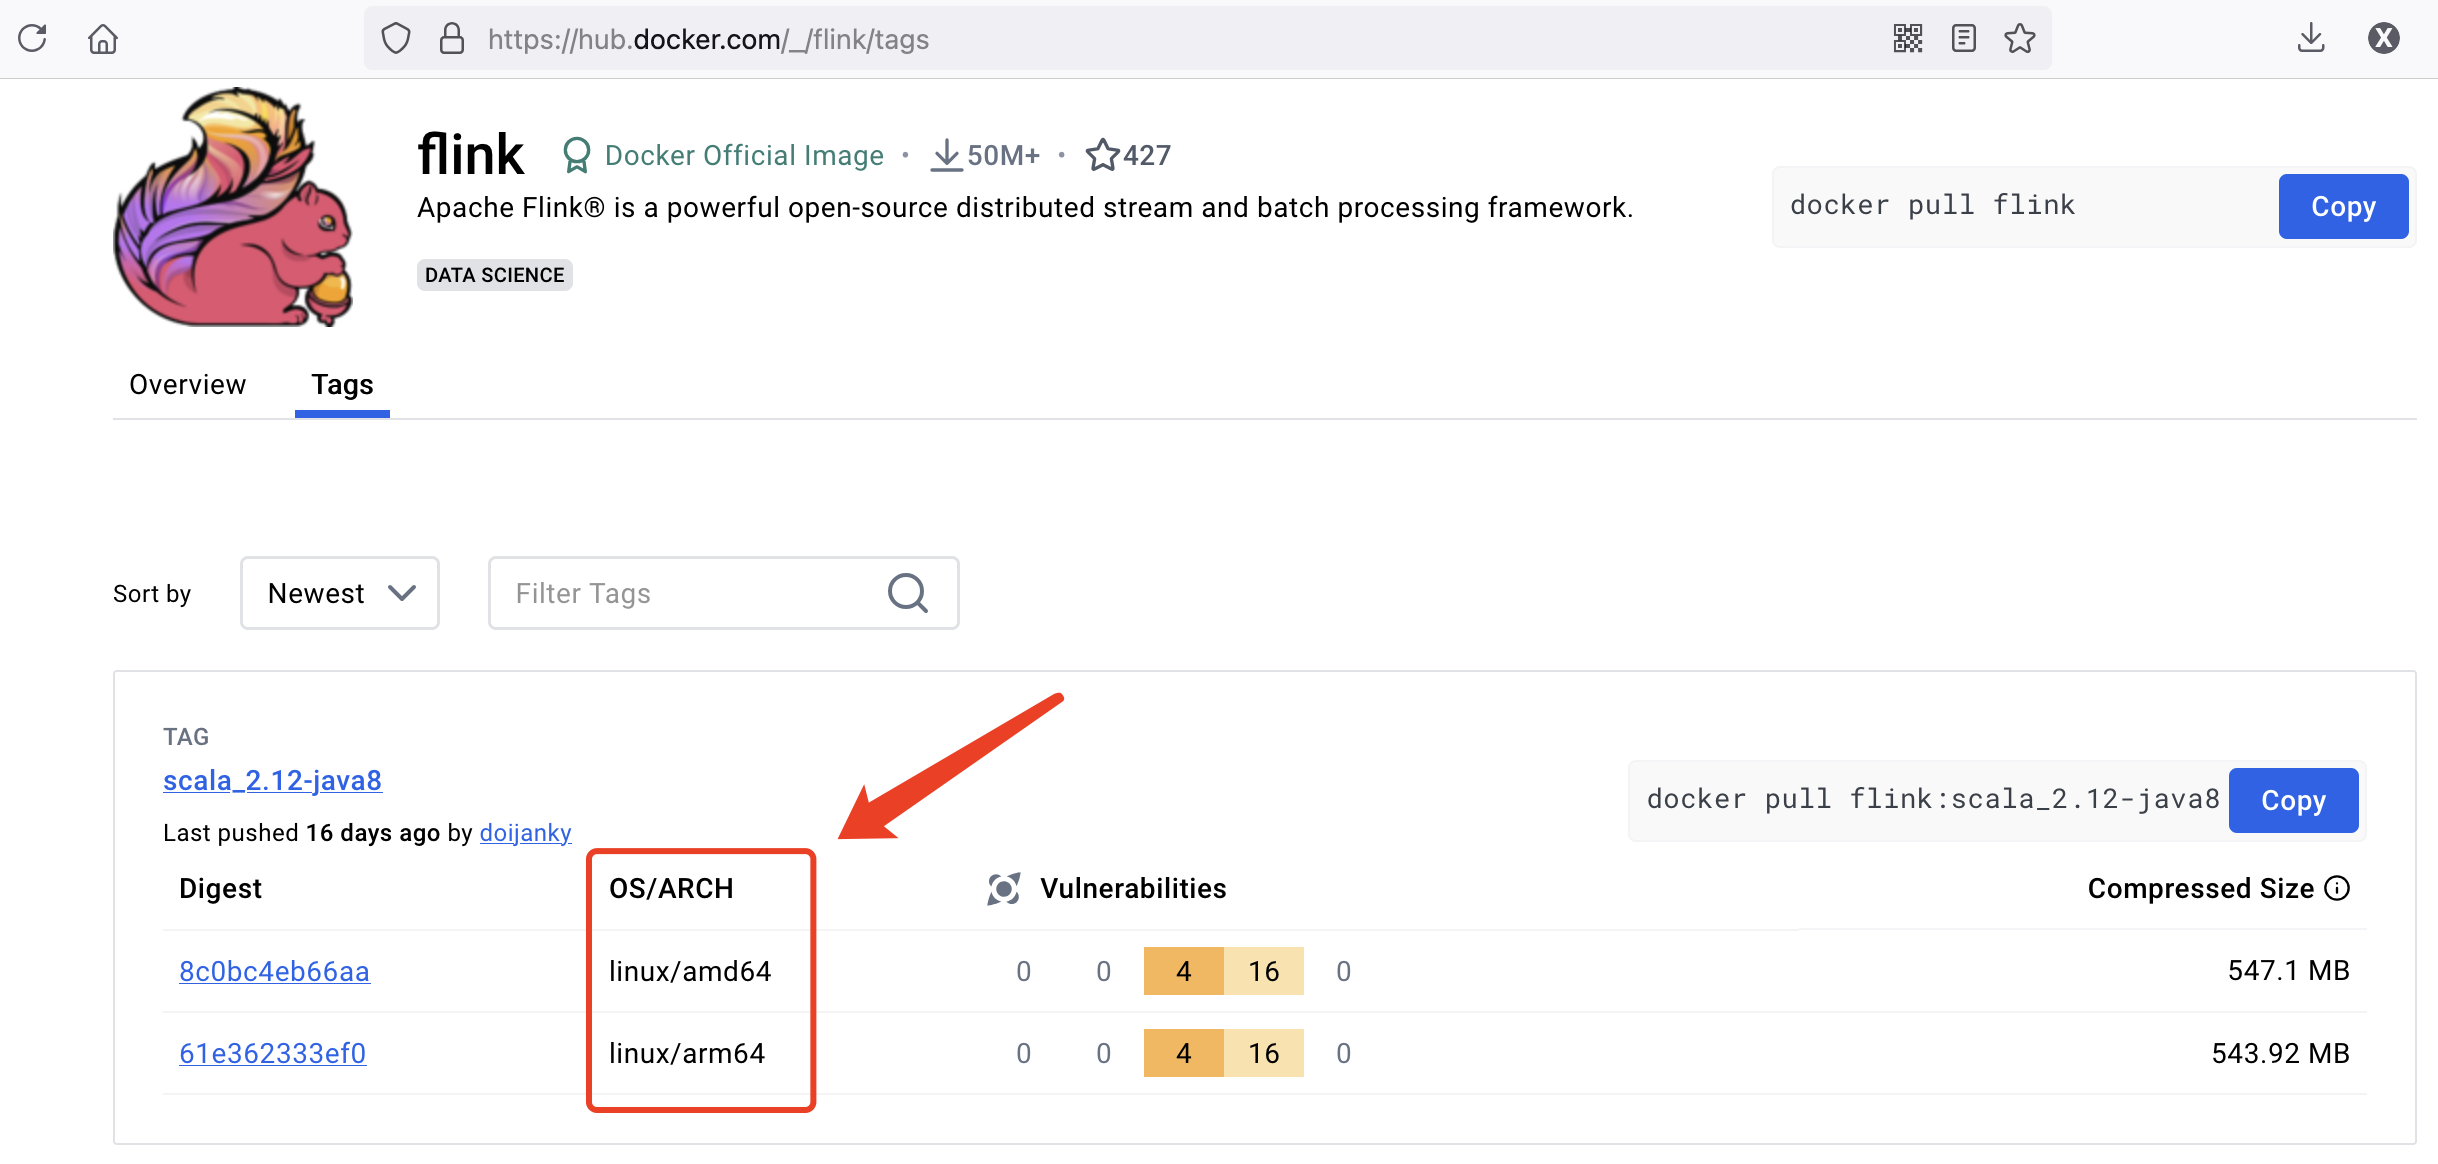 https://hub.docker.com/_/flink/tags
X
flink Docker Official Image · 50M+ · 427
Apache Flink® is a powerful open-source distributed stream and batch processing framework.
docker pull flink Copy
DATA SCIENCE
Overview Tags
Sort by Newest Filter Tags
TAG
scala_2.12-java8
docker pull flink:scala_2.12-java8 Copy
Last pushed 16 days ago by doijanky
Digest OS/ARCH Vulnerabilities Compressed Size
8c0bc4eb66aa linux/amd64 0 0 4 16 0 547.1 MB
61e362333ef0 linux/arm64 0 0 4 16 0 543.92 MB